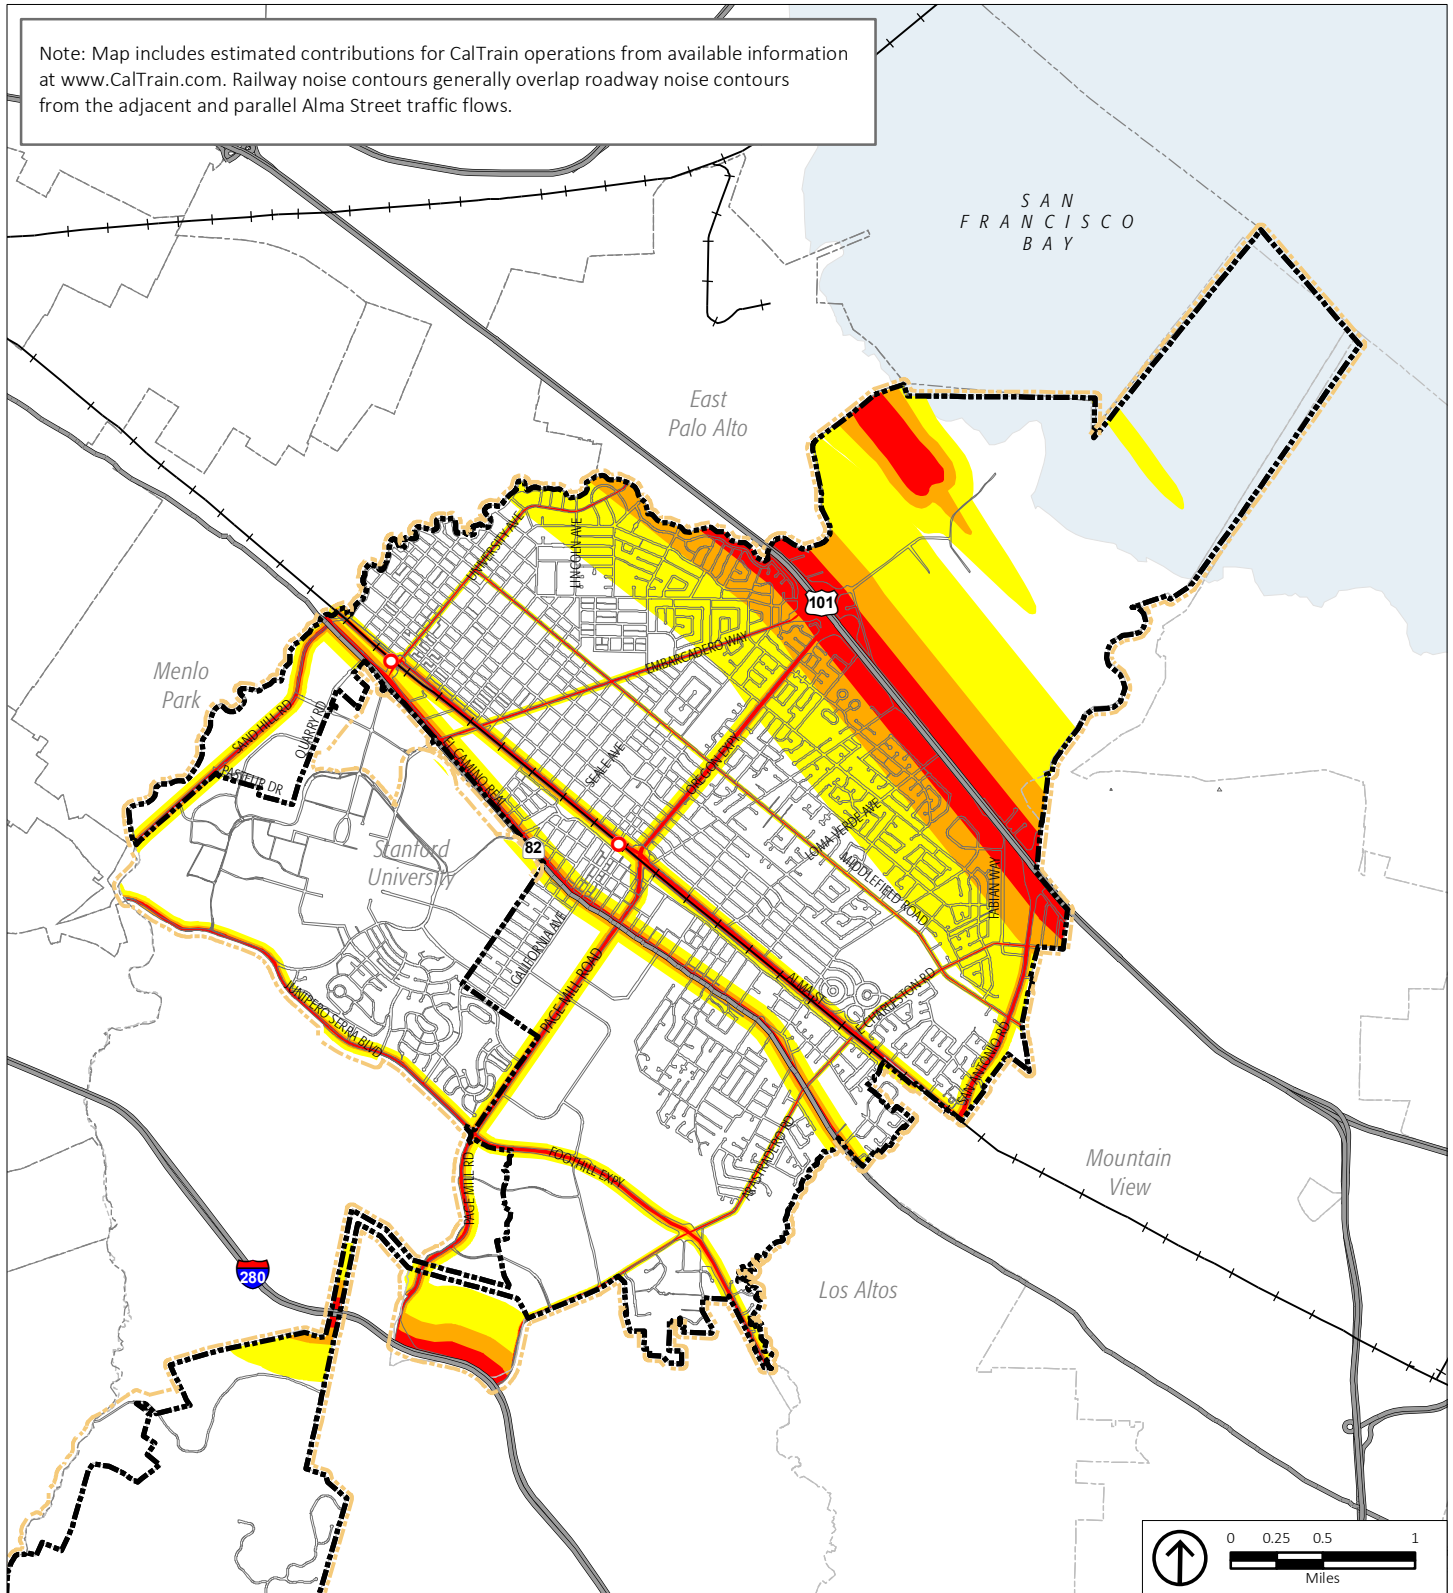 Note: Map includes estimated contributions for CalTrain operations from available information
at www.CalTrain.com. Railway noise contours generally overlap roadway noise contours
from the adjacent and parallel Alma Street traffic flows.
SAN
FRANCISCO
BAY
East
Palo Alto
UNIVERSITY AVE
LINCOLN AVE
101
EMBARCADERO WAY
Menlo
Park
SAND HILL RD
QUARRY RD
PASTEUR DR
EL CAMINO REAL
SEALE AVE
OREGON EXPY
LOMA VERDE AVE
MIDDLEFIELD ROAD
FABIAN WAY
82
Stanford
University
CALIFORNIA AVE
PAGE MILL ROAD
ALMA ST
E CHARLESTON RD
SAN ANTONIO RD
JUNIPERO SERRA BLVD
FOOTHILL EXPY
ARASTRADERO RD
PAGE MILL RD
Mountain
View
280
Los Altos
0 0.25 0.5 1
Miles